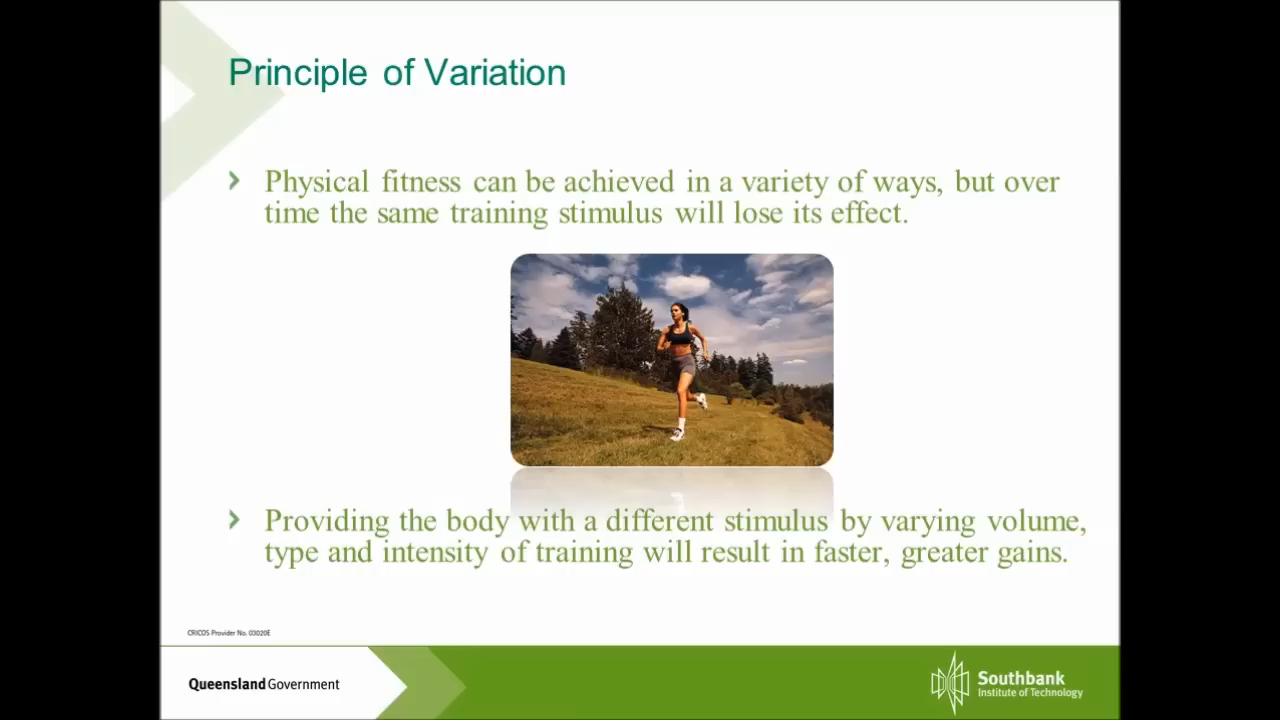 Principle of Variation
Physical fitness can be achieved in a variety of ways, but over
time the same training stimulus will lose its effect.
Providing the body with a different stimulus by varying volume,
type and intensity of training will result in faster, greater gains.
CRICOS Provider No. 03020E
Queensland Government
Southbank
Institute of Technology